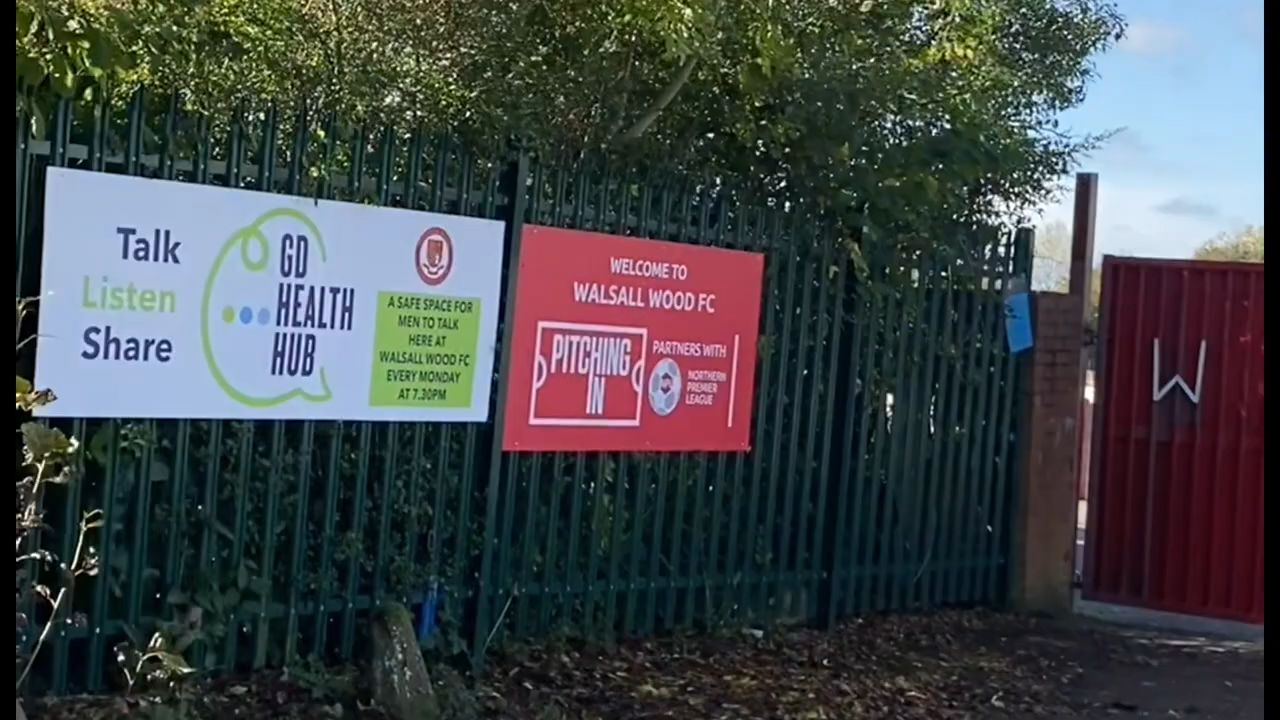 Talk
Listen
Share
GD
HEALTH
HUB
A SAFE SPACE FOR
MEN TO TALK
HERE AT
WALSALL WOOD FC
EVERY MONDAY
AT 7.30PM
WELCOME TO
WALSALL WOOD FC
PITCHING
IN
PARTNERS WITH
NORTHERN
PREMIER
LEAGUE
W